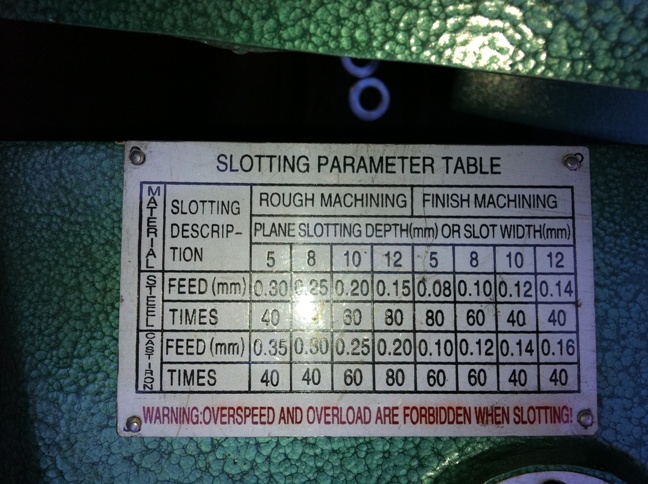 SLOTTING PARAMETER TABLE
MATERIAL SLOTTING DESCRIP-TION ROUGH MACHINING FINISH MACHINING
PLANE SLOTTING DEPTH(mm) OR SLOT WIDTH(mm)
5 8 10 12 5 8 10 12
STEEL FEED (mm) 0.30 0.25 0.20 0.15 0.08 0.10 0.12 0.14
TIMES 40 40 60 80 80 60 40 40
CAST IRON FEED (mm) 0.35 0.30 0.25 0.20 0.10 0.12 0.14 0.16
TIMES 40 40 60 80 60 60 40 40
WARNING:OVERSPEED AND OVERLOAD ARE FORBIDDEN WHEN SLOTTING!